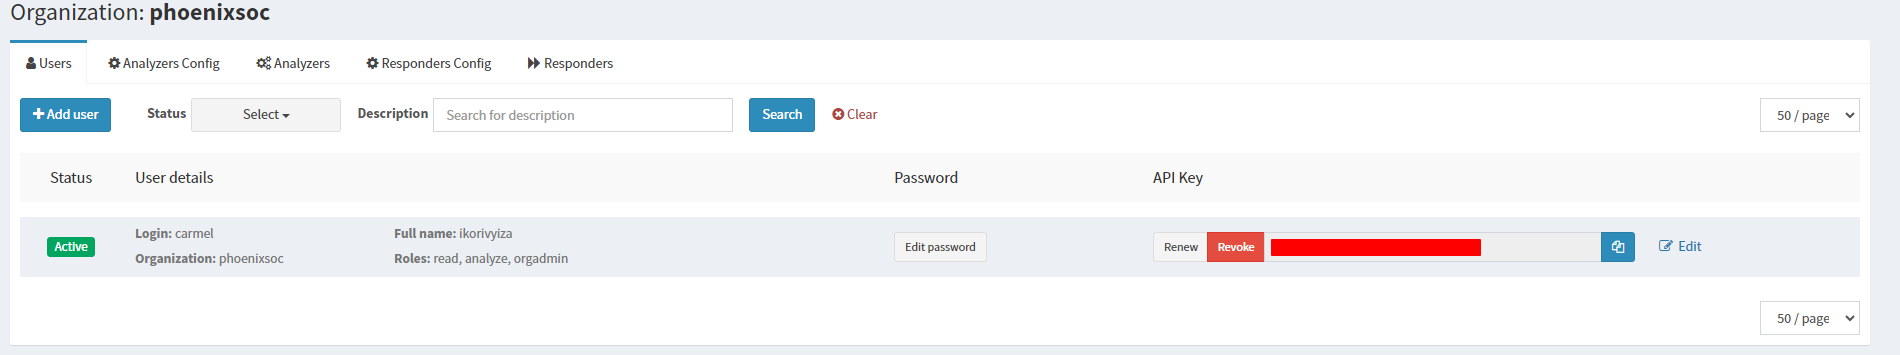 Organization: phoenixsoc
Users Analyzers Config Analyzers Responders Config Responders
Add user Status Select Description Search for description Search Clear 50 / page
Status User details Password API Key
Active Login: carmel Full name: ikorivyiza Edit password Renew Revoke Edit
Organization: phoenixsoc Roles: read, analyze, orgadmin
50 / page